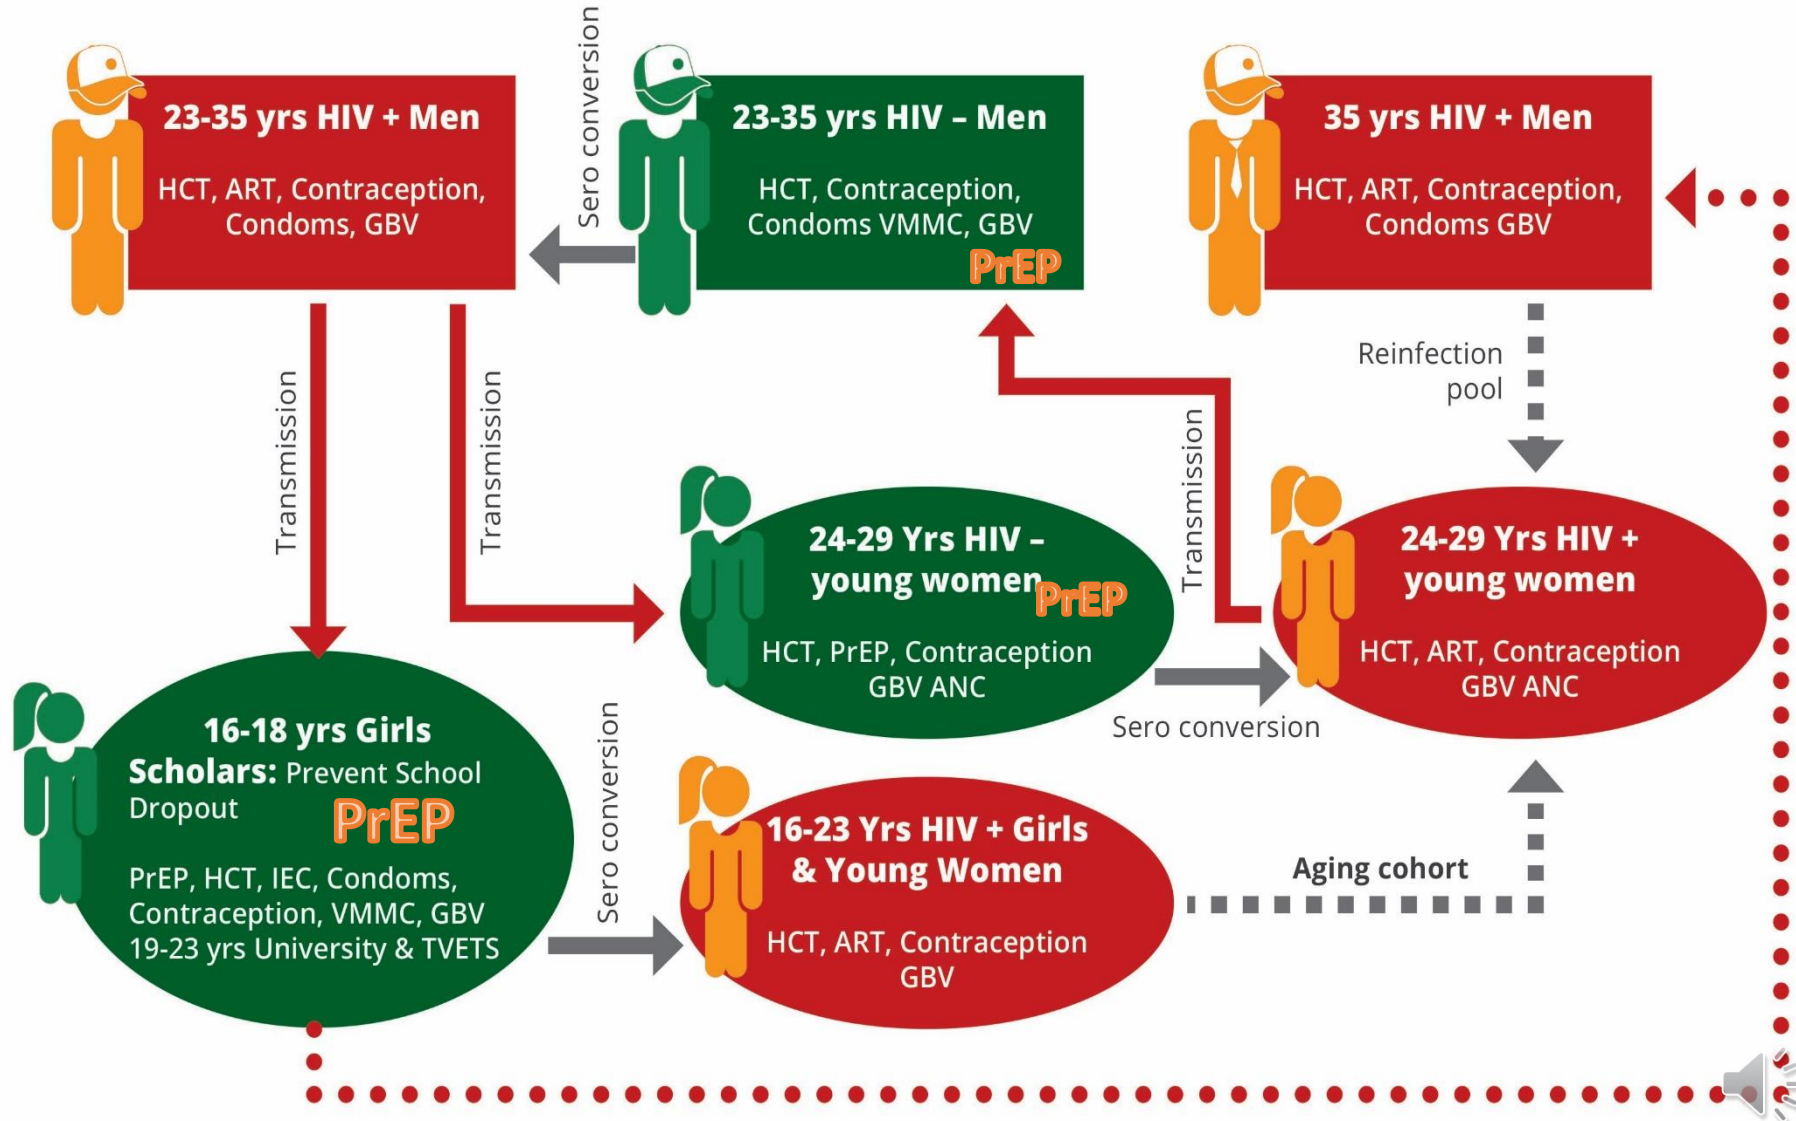 23-35 yrs HIV + Men
HCT, ART, Contraception,
Condoms, GBV
Sero conversion
23-35 yrs HIV – Men
HCT, Contraception,
Condoms VMMC, GBV
PrEP
35 yrs HIV + Men
HCT, ART, Contraception,
Condoms GBV
Transmission
Transmission
Transmission
Reinfection
pool
24-29 Yrs HIV –
young women
PrEP
HCT, PrEP, Contraception
GBV ANC
24-29 Yrs HIV +
young women
HCT, ART, Contraception
GBV ANC
Sero conversion
16-18 yrs Girls
Scholars: Prevent School
Dropout
PrEP
PrEP, HCT, IEC, Condoms,
Contraception, VMMC, GBV
19-23 yrs University & TVETS
Sero conversion
16-23 Yrs HIV + Girls
& Young Women
HCT, ART, Contraception
GBV
Aging cohort